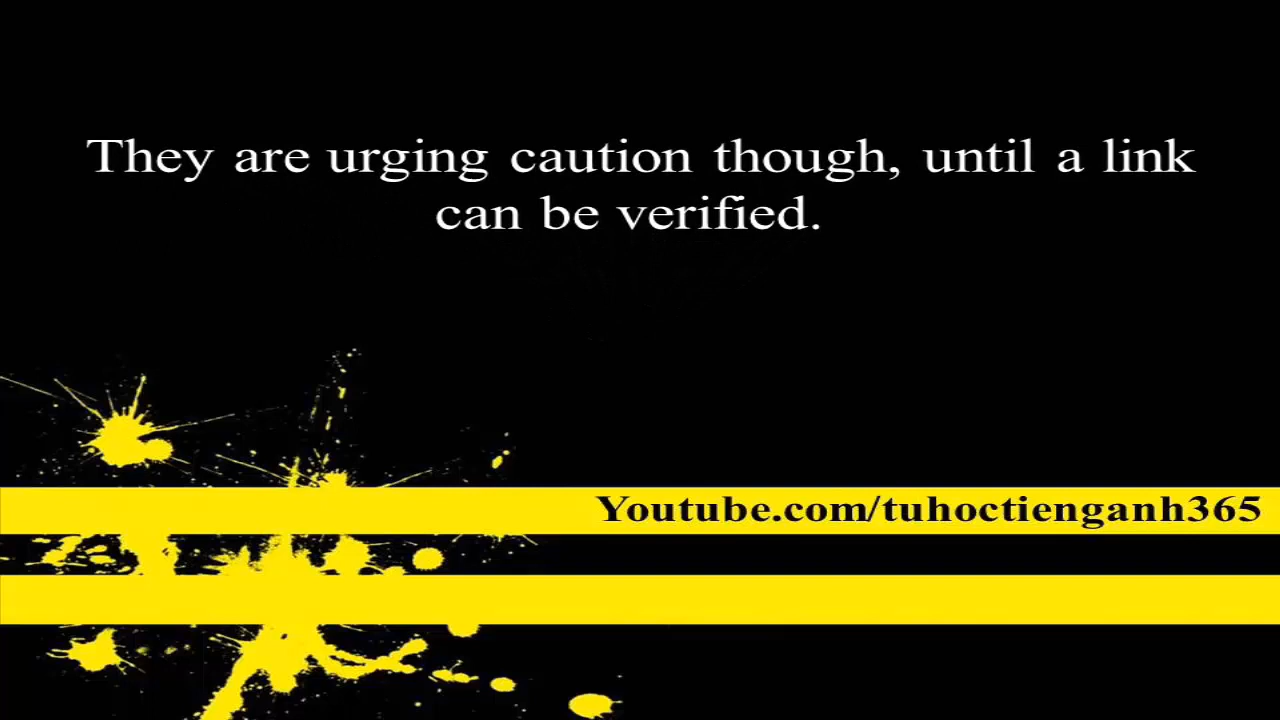 They are urging caution though, until a link
can be verified.
Youtube.com/tuhoctienganh365